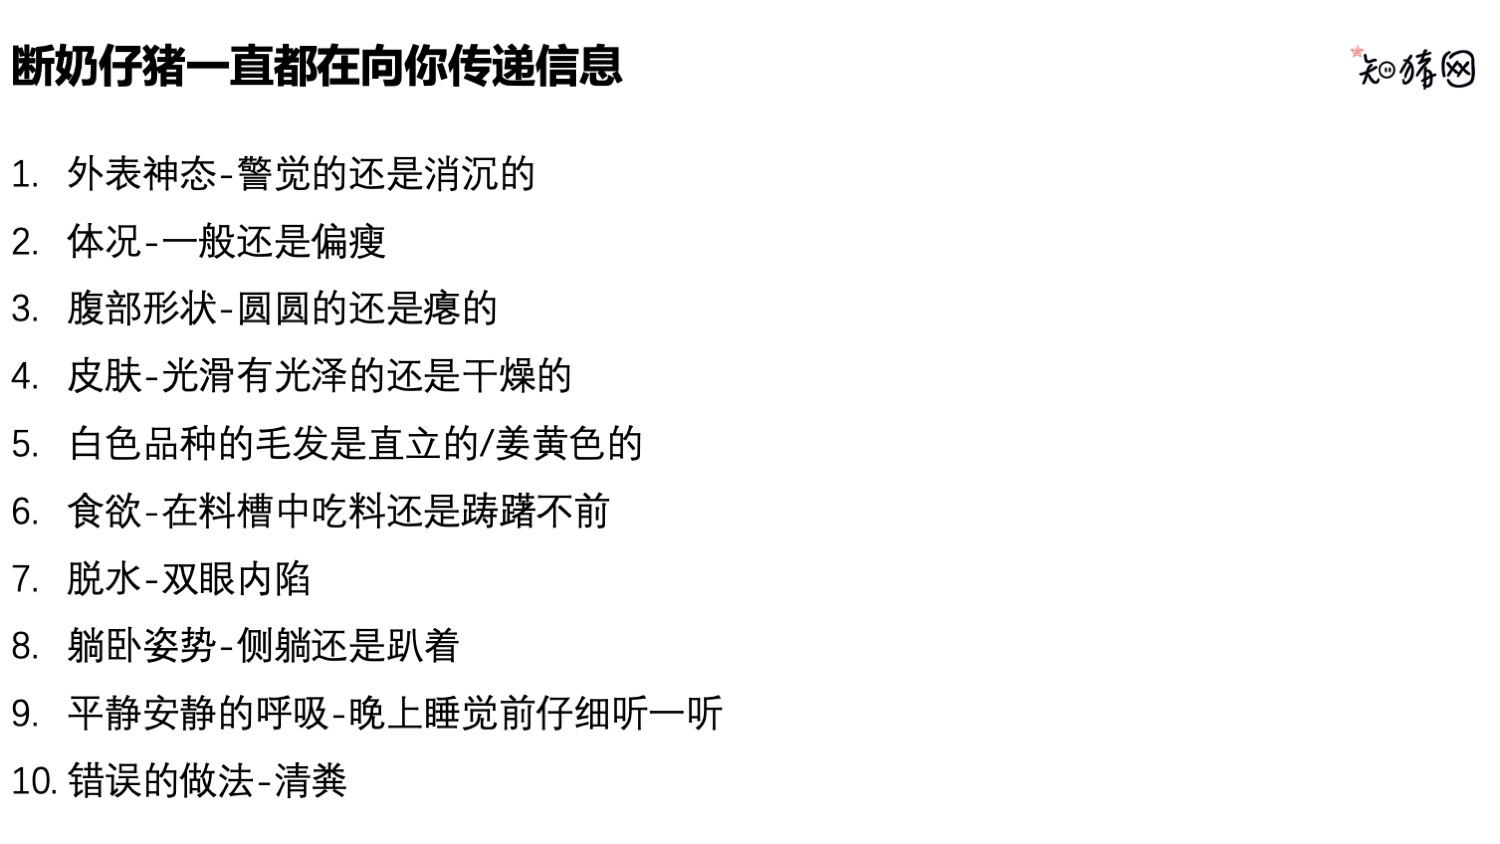 断奶仔猪一直都在向你传递信息
知猪网
1. 外表神态-警觉的还是消沉的
2. 体况-一般还是偏瘦
3. 腹部形状-圆圆的还是瘪的
4. 皮肤-光滑有光泽的还是干燥的
5. 白色品种的毛发是直立的/姜黄色的
6. 食欲-在料槽中吃料还是踌躇不前
7. 脱水-双眼内陷
8. 躺卧姿势-侧躺还是趴着
9. 平静安静的呼吸-晚上睡觉前仔细听一听
10. 错误的做法-清粪